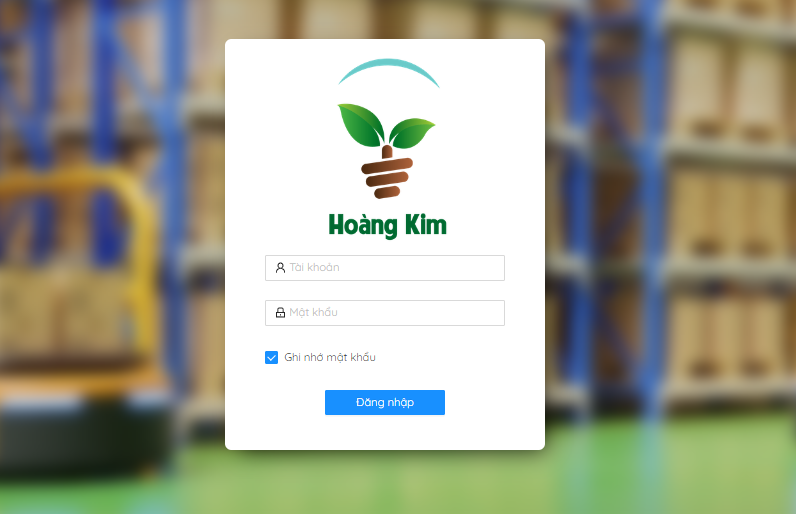 Hoàng Kim
Tài khoản
Mật khẩu
Ghi nhớ mật khẩu
Đăng nhập